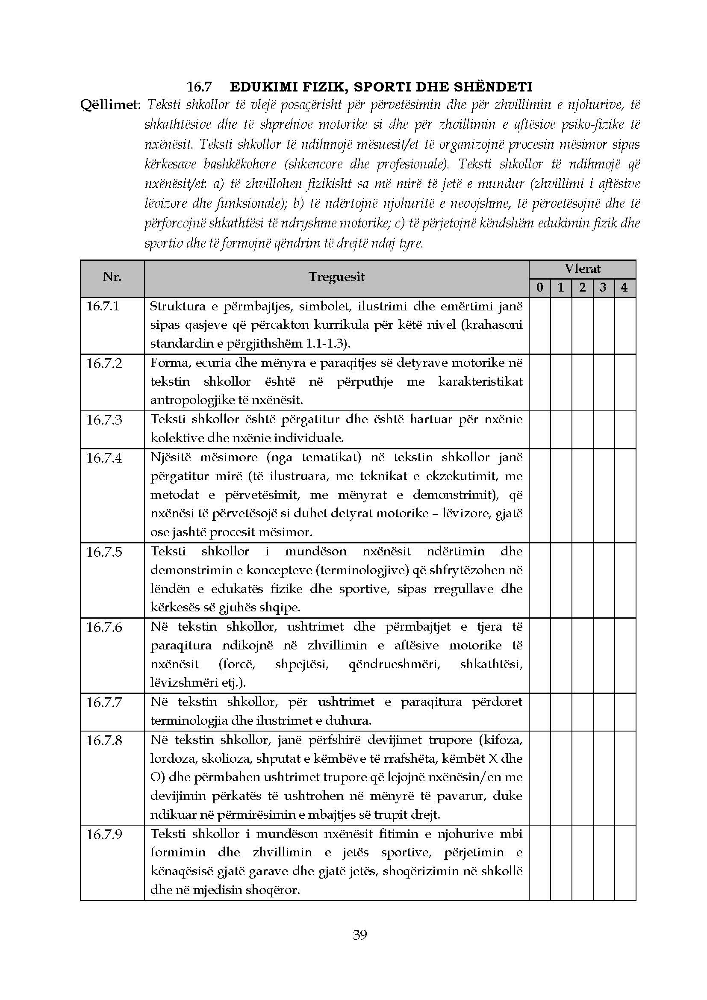 16.7 EDUKIMI FIZIK, SPORTI DHE SHËNDETI
Qëllimet: Teksti shkollor të vlejë posaçërisht për përvetësimin dhe për zhvillimin e njohurive, të
shkathtësive dhe të shprehive motorike si dhe për zhvillimin e aftësive psiko-fizike të
nxënësit. Teksti shkollor të ndihmojë mësuesit/et të organizojnë procesin mësimor sipas
kërkesave bashkëkohore (shkencore dhe profesionale). Teksti shkollor të ndihmojë që
nxënësit/et: a) të zhvillohen fizikisht sa më mirë të jetë e mundur (zhvillimi i aftësive
lëvizore dhe funksionale); b) të ndërtojnë njohuritë e nevojshme, të përvetësojnë dhe të
përforcojnë shkathtësi të ndryshme motorike; c) të përjetojnë këndshëm edukimin fizik dhe
sportiv dhe të formojnë qëndrim të drejtë ndaj tyre.
Nr. Treguesit Vlerat
0 1 2 3 4
16.7.1 Struktura e përmbajtjes, simbolet, ilustrimi dhe emërtimi janë
sipas qasjeve që përcakton kurrikula për këtë nivel (krahasoni
standardin e përgjithshëm 1.1-1.3).
16.7.2 Forma, ecuria dhe mënyra e paraqitjes së detyrave motorike në
tekstin shkollor është në përputhje me karakteristikat
antropologjike të nxënësit.
16.7.3 Teksti shkollor është përgatitur dhe është hartuar për nxënie
kolektive dhe nxënie individuale.
16.7.4 Njësitë mësimore (nga tematikat) në tekstin shkollor janë
përgatitur mirë (të ilustruara, me teknikat e ekzekutimit, me
metodat e përvetësimit, me mënyrat e demonstrimit), që
nxënësi të përvetësojë si duhet detyrat motorike – lëvizore, gjatë
ose jashtë procesit mësimor.
16.7.5 Teksti shkollor i mundëson nxënësit ndërtimin dhe
demonstrimin e koncepteve (terminologjive) që shfrytëzohen në
lëndën e edukatës fizike dhe sportive, sipas rregullave dhe
kërkesës së gjuhës shqipe.
16.7.6 Në tekstin shkollor, ushtrimet dhe përmbajtjet e tjera të
paraqitura ndikojnë në zhvillimin e aftësive motorike të
nxënësit (forcë, shpejtësi, qëndrueshmëri, shkathtësi,
lëvizshmëri etj.).
16.7.7 Në tekstin shkollor, për ushtrimet e paraqitura përdoret
terminologjia dhe ilustrimet e duhura.
16.7.8 Në tekstin shkollor, janë përfshirë devijimet trupore (kifoza,
lordoza, skolioza, shputat e këmbëve të rrafshëta, këmbët X dhe
O) dhe përmbahen ushtrimet trupore që lejojnë nxënësin/en me
devijimin përkatës të ushtrohen në mënyrë të pavarur, duke
ndikuar në përmirësimin e mbajtjes së trupit drejt.
16.7.9 Teksti shkollor i mundëson nxënësit fitimin e njohurive mbi
formimin dhe zhvillimin e jetës sportive, përjetimin e
kënaqësisë gjatë garave dhe gjatë jetës, shoqërizimin në shkollë
dhe në mjedisin shoqëror.
39